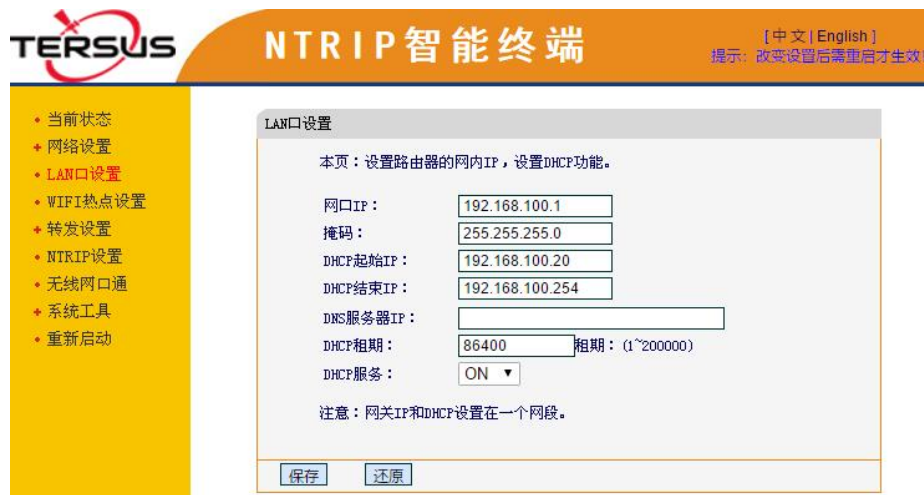 TERSUS
NTRIP智能终端
[中文|English]
提示: 改变设置后需重启才生效!
当前状态
网络设置
LAN口设置
WIFI热点设置
转发设置
NTRIP设置
无线网口通
系统工具
重新启动
LAN口设置
本页：设置路由器的网内IP，设置DHCP功能。
网口IP： 192.168.100.1
掩码： 255.255.255.0
DHCP起始IP： 192.168.100.20
DHCP结束IP： 192.168.100.254
DNS服务器IP：
DHCP租期： 86400 租期：(1~200000)
DHCP服务： ON
注意：网关IP和DHCP设置在一个网段。
保存 还原